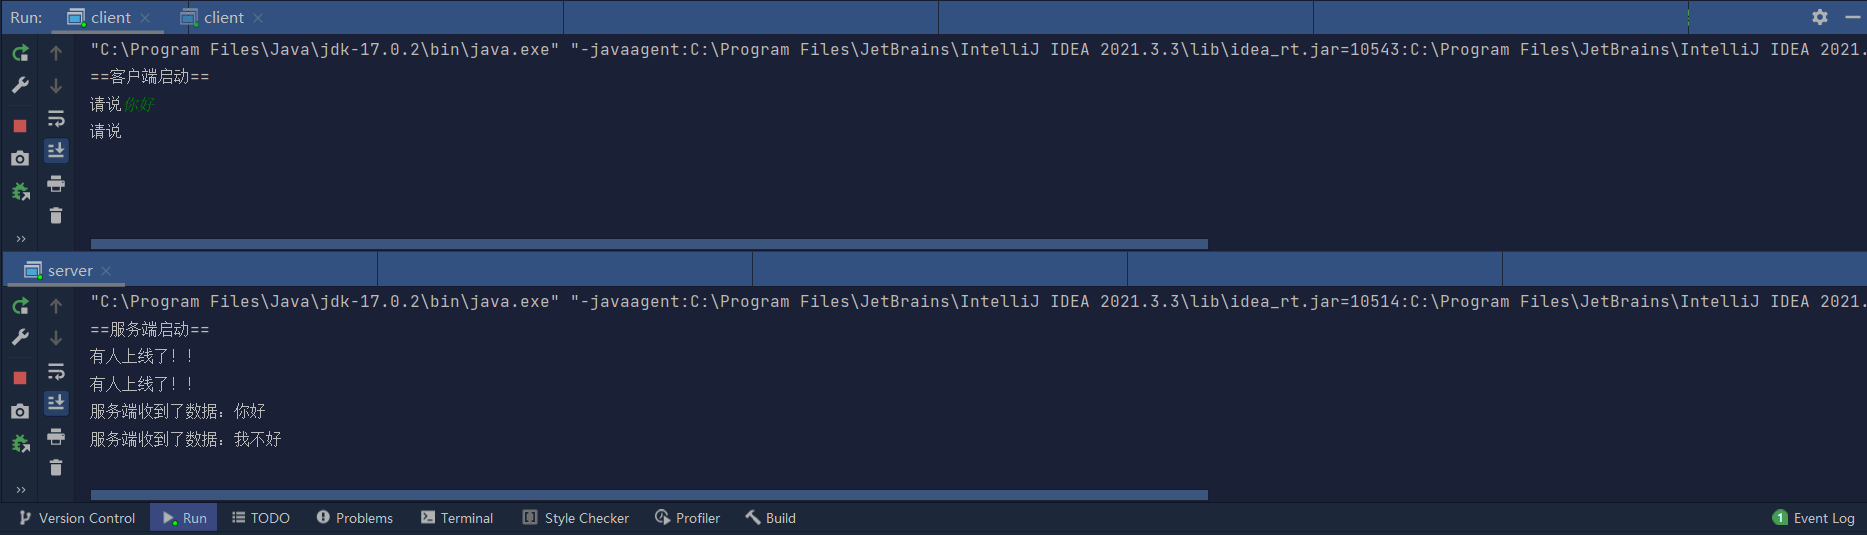 Run: client client
"C:\Program Files\Java\jdk-17.0.2\bin\java.exe" "-javaagent:C:\Program Files\JetBrains\IntelliJ IDEA 2021.3.3\lib\idea_rt.jar=10543:C:\Program Files\JetBrains\IntelliJ IDEA 2021.
==客户端启动==
请说你好
请说
server
"C:\Program Files\Java\jdk-17.0.2\bin\java.exe" "-javaagent:C:\Program Files\JetBrains\IntelliJ IDEA 2021.3.3\lib\idea_rt.jar=10514:C:\Program Files\JetBrains\IntelliJ IDEA 2021.
==服务端启动==
有人上线了!!
有人上线了!!
服务端收到了数据：你好
服务端收到了数据：我不好
Version Control Run TODO Problems Terminal Style Checker Profiler Build 1 Event Log